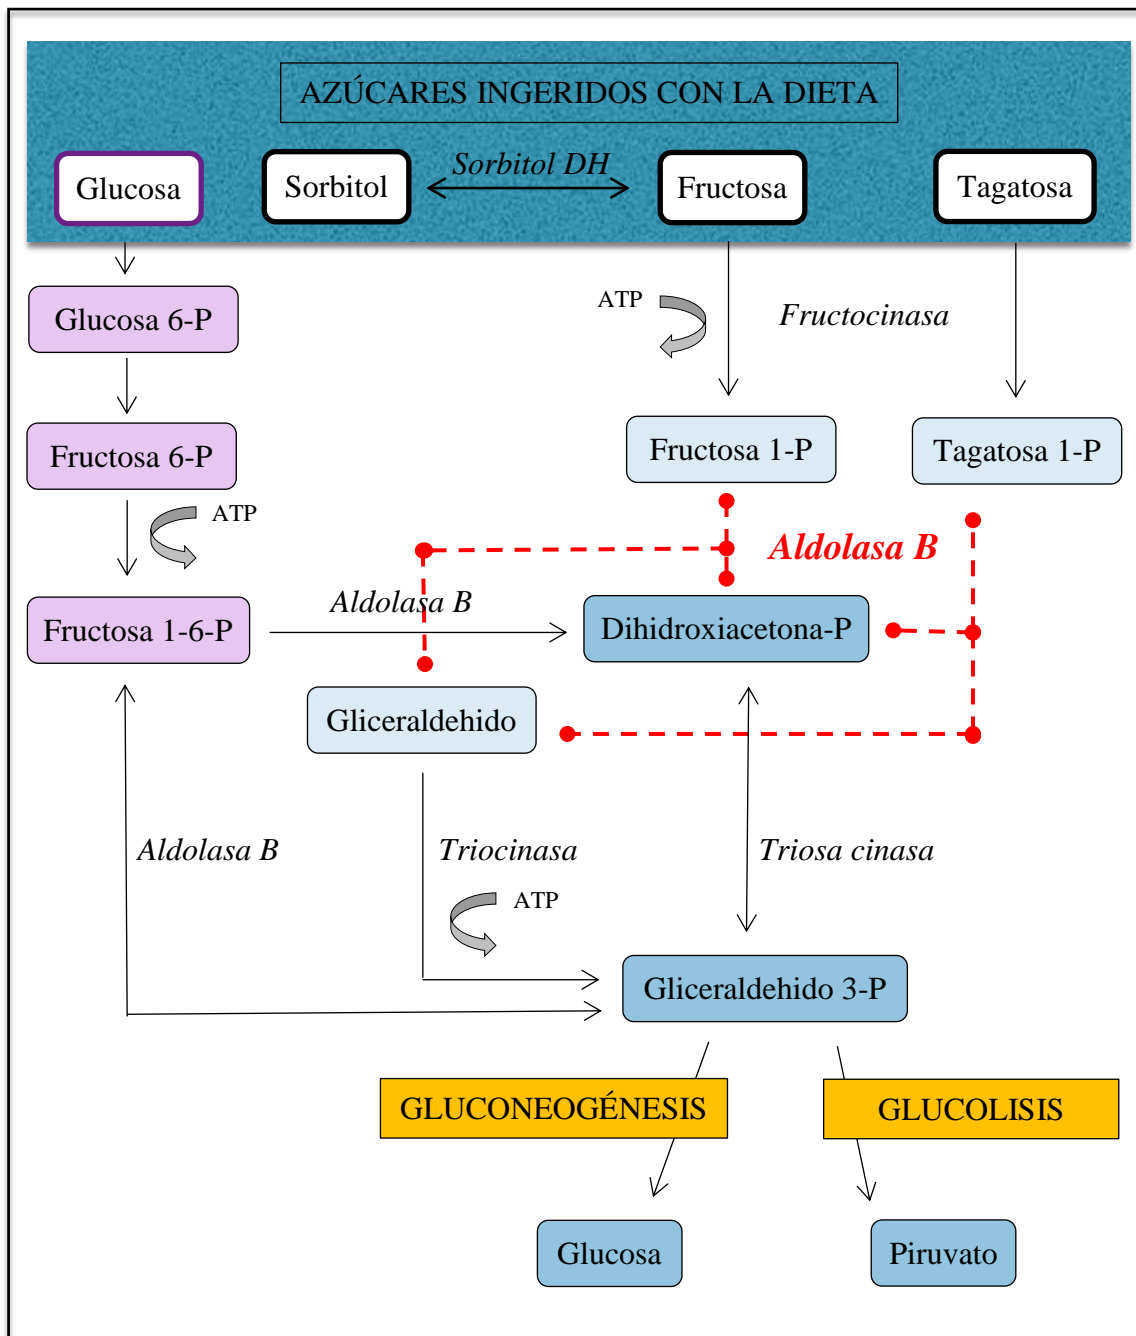 AZÚCARES INGERIDOS CON LA DIETA
Sorbitol DH
Glucosa
Sorbitol
Fructosa
Tagatosa
ATP
Glucosa 6-P
Fructocinasa
Fructosa 6-P
Fructosa 1-P
Tagatosa 1-P
ATP
Aldolasa B
Aldolasa B
Fructosa 1-6-P
Dihidroxiacetona-P
Gliceraldehido
Aldolasa B
Triocinasa
Triosa cinasa
ATP
Gliceraldehido 3-P
GLUCONEOGÉNESIS
GLUCOLISIS
Glucosa
Piruvato